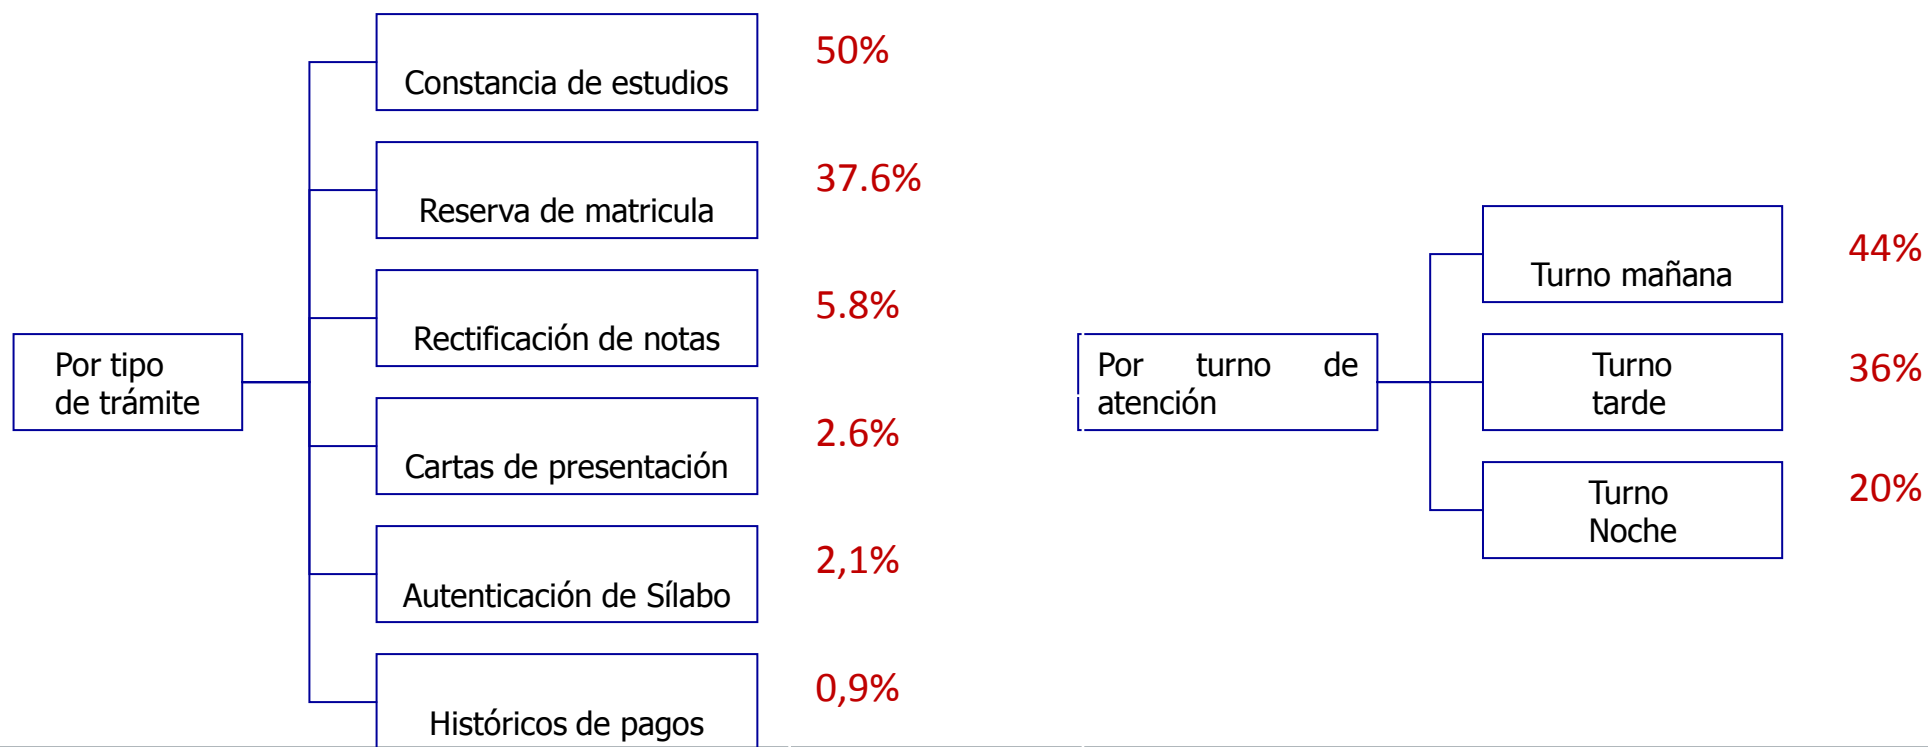 Por tipo
de trámite
Constancia de estudios
50%
Reserva de matricula
37.6%
Rectificación de notas
5.8%
Cartas de presentación
2.6%
Autenticación de Sílabo
2,1%
Históricos de pagos
0,9%
Por turno de
atención
Turno mañana
44%
Turno
tarde
36%
Turno
Noche
20%